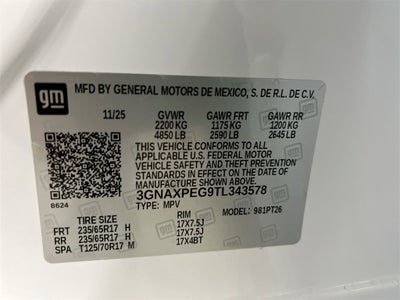 gm
MFD BY GENERAL MOTORS DE MEXICO, S. DE R.L. DE C.V.
11/25 GVWR GAWR FRT GAWR RR
2200 KG 1175 KG 1200 KG
4850 LB 2590 LB 2645 LB
THIS VEHICLE CONFORMS TO ALL APPLICABLE
U.S. FEDERAL MOTOR VEHICLE
SAFETY AND THEFT PREVENTION
STANDARDS IN EFFECT ON THE DATE OF
MANUFACTURE SHOWN ABOVE.
3GNAXPEG9TL343578
8624 TYPE: MPV MODEL: 981PT26
TIRE SIZE RIM
FRT 235/65R17 H 17X7.5J
RR 235/65R17 H 17X7.5J
SPA T125/70R17 M 17X4BT